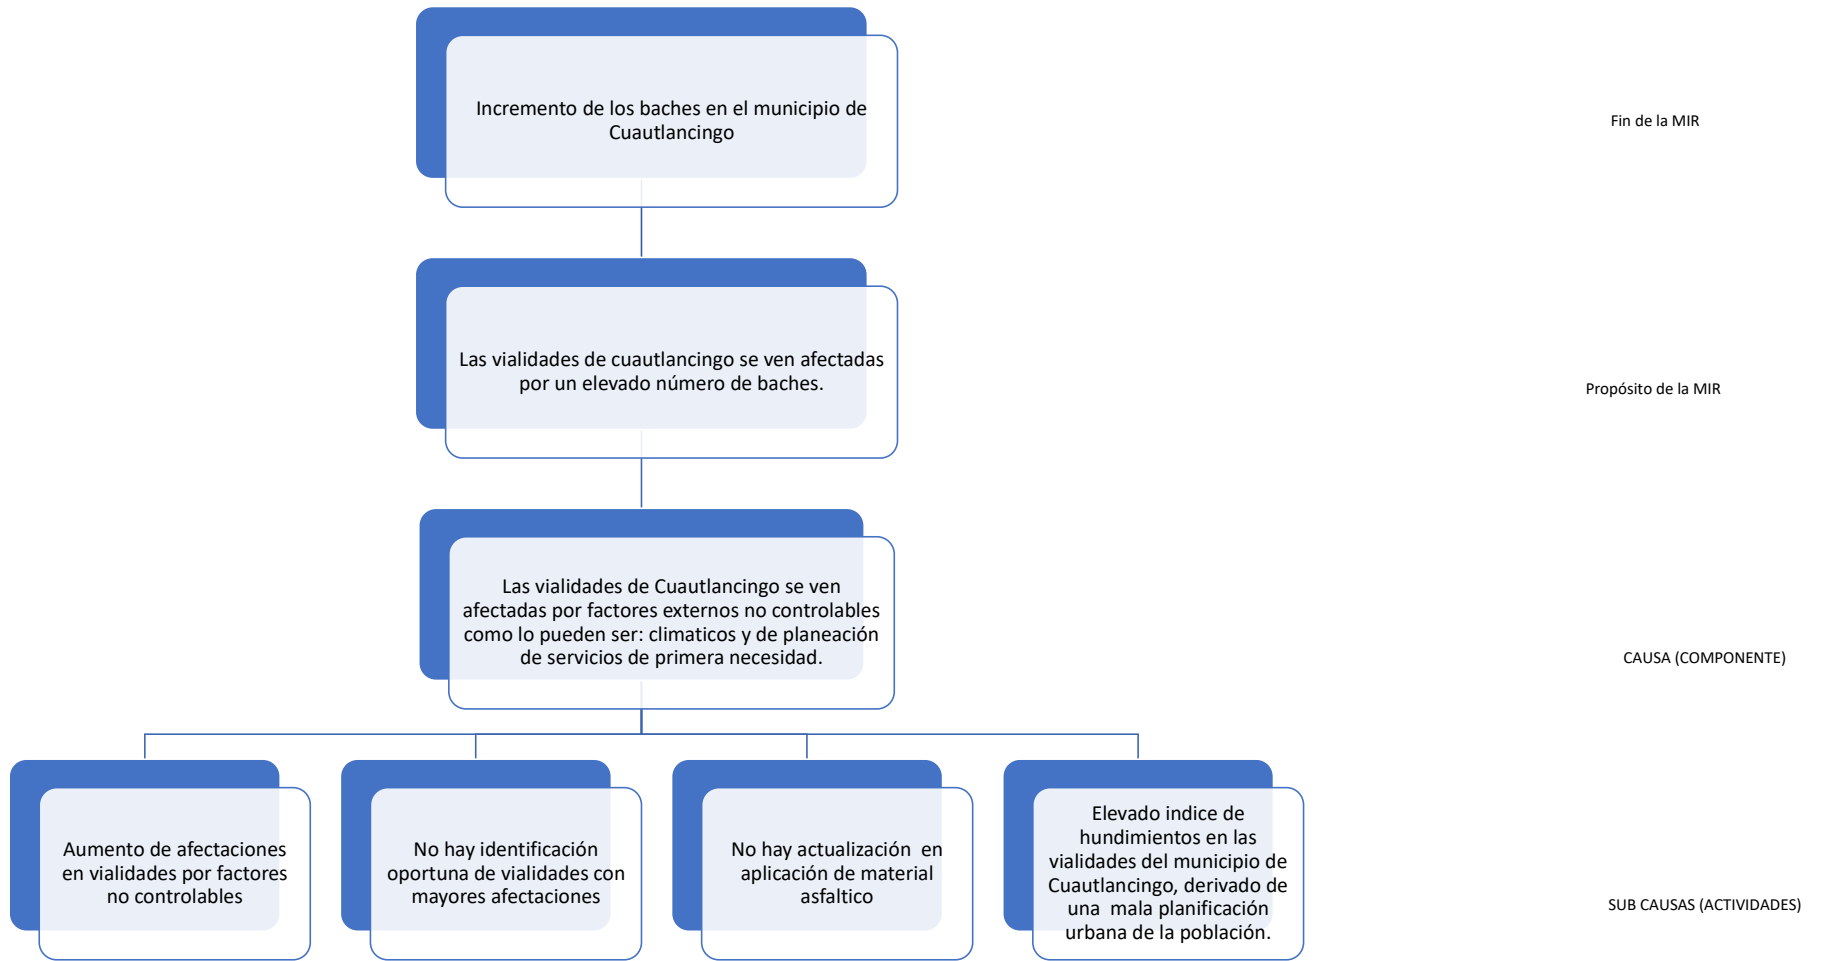 Incremento de los baches en el municipio de
Cuautlancingo
Fin de la MIR
Las vialidades de cuautlancingo se ven afectadas
por un elevado número de baches.
Propósito de la MIR
Las vialidades de Cuautlancingo se ven
afectadas por factores externos no controlables
como lo pueden ser: climaticos y de planeación
de servicios de primera necesidad.
CAUSA (COMPONENTE)
Aumento de afectaciones
en vialidades por factores
no controlables
No hay identificación
oportuna de vialidades con
mayores afectaciones
No hay actualización  en
aplicación de material
asfaltico
Elevado indice de
hundimientos en las
vialidades del municipio de
Cuautlancingo, derivado de
una  mala planificación
urbana de la población.
SUB CAUSAS (ACTIVIDADES)